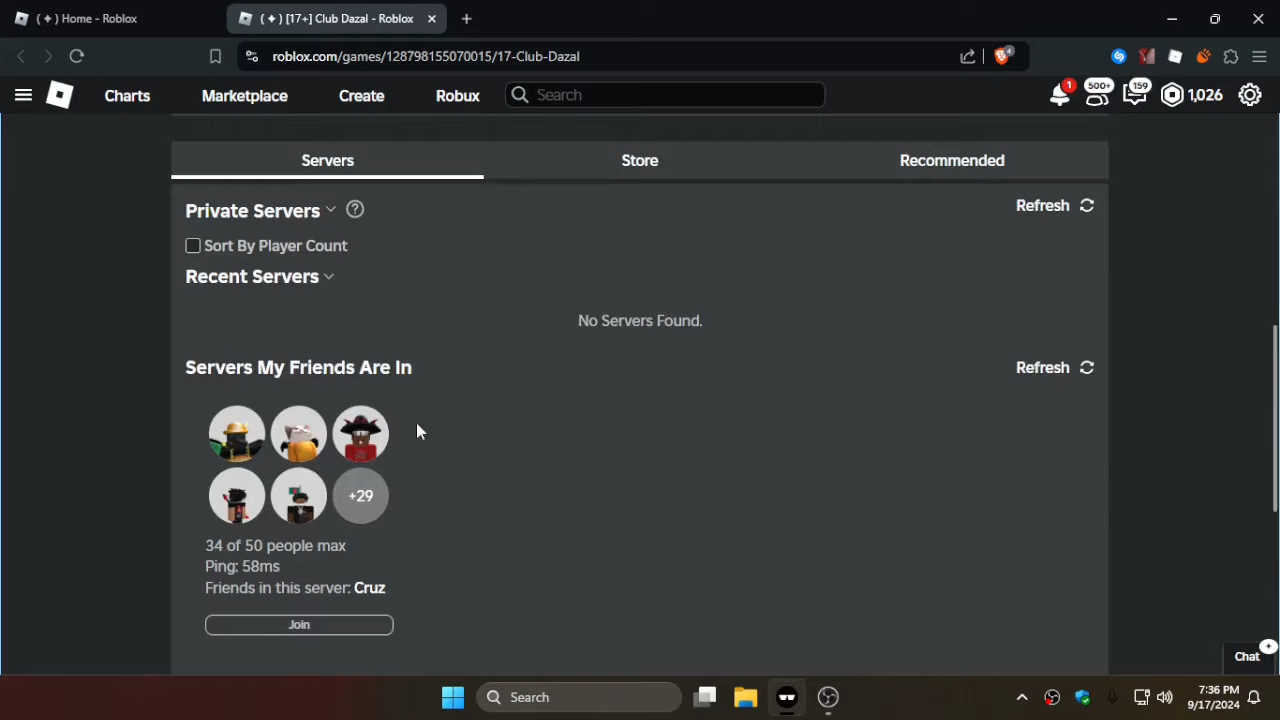 ( ✦ ) Home - Roblox
( ✦ ) [17+] Club Dazal - Roblox
roblox.com/games/128798155070015/17-Club-Dazal
4
Charts
Marketplace
Create
Robux
Search
1
500+
159
1,026
Servers
Store
Recommended
Private Servers
Refresh
Sort By Player Count
Recent Servers
No Servers Found.
Servers My Friends Are In
Refresh
+29
34 of 50 people max
Ping: 58ms
Friends in this server: Cruz
Join
Chat
Search
7:36 PM
9/17/2024